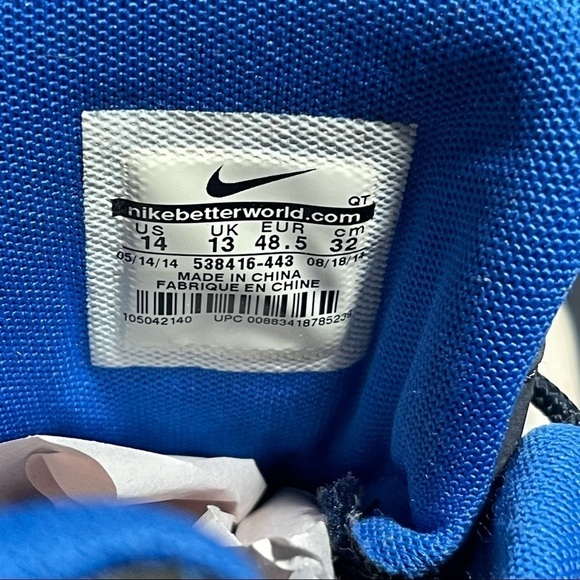 QT
nikebetterworld.com
US UK EUR cm
14 13 48.5 32
05/14/14 538416-443 08/18/14
MADE IN CHINA
FABRIQUE EN CHINE
105042140 UPC 00883418785239